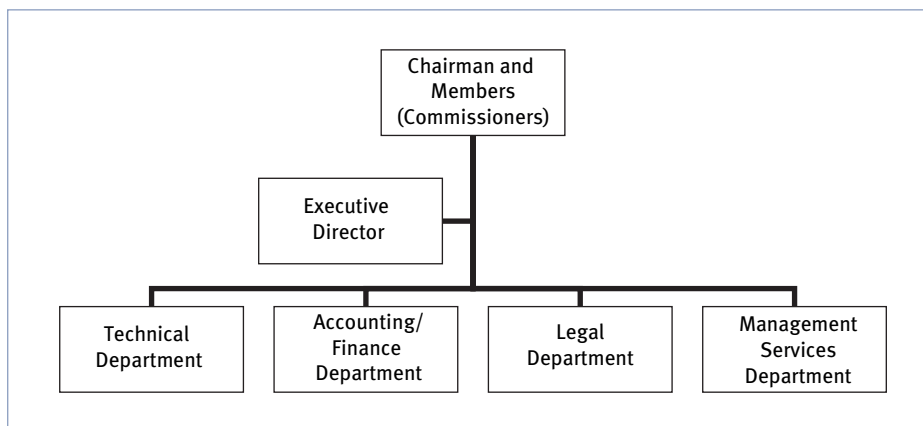 Chairman and
Members
(Commissioners)
Executive
Director
Technical
Department
Accounting/
Finance
Department
Legal
Department
Management
Services
Department